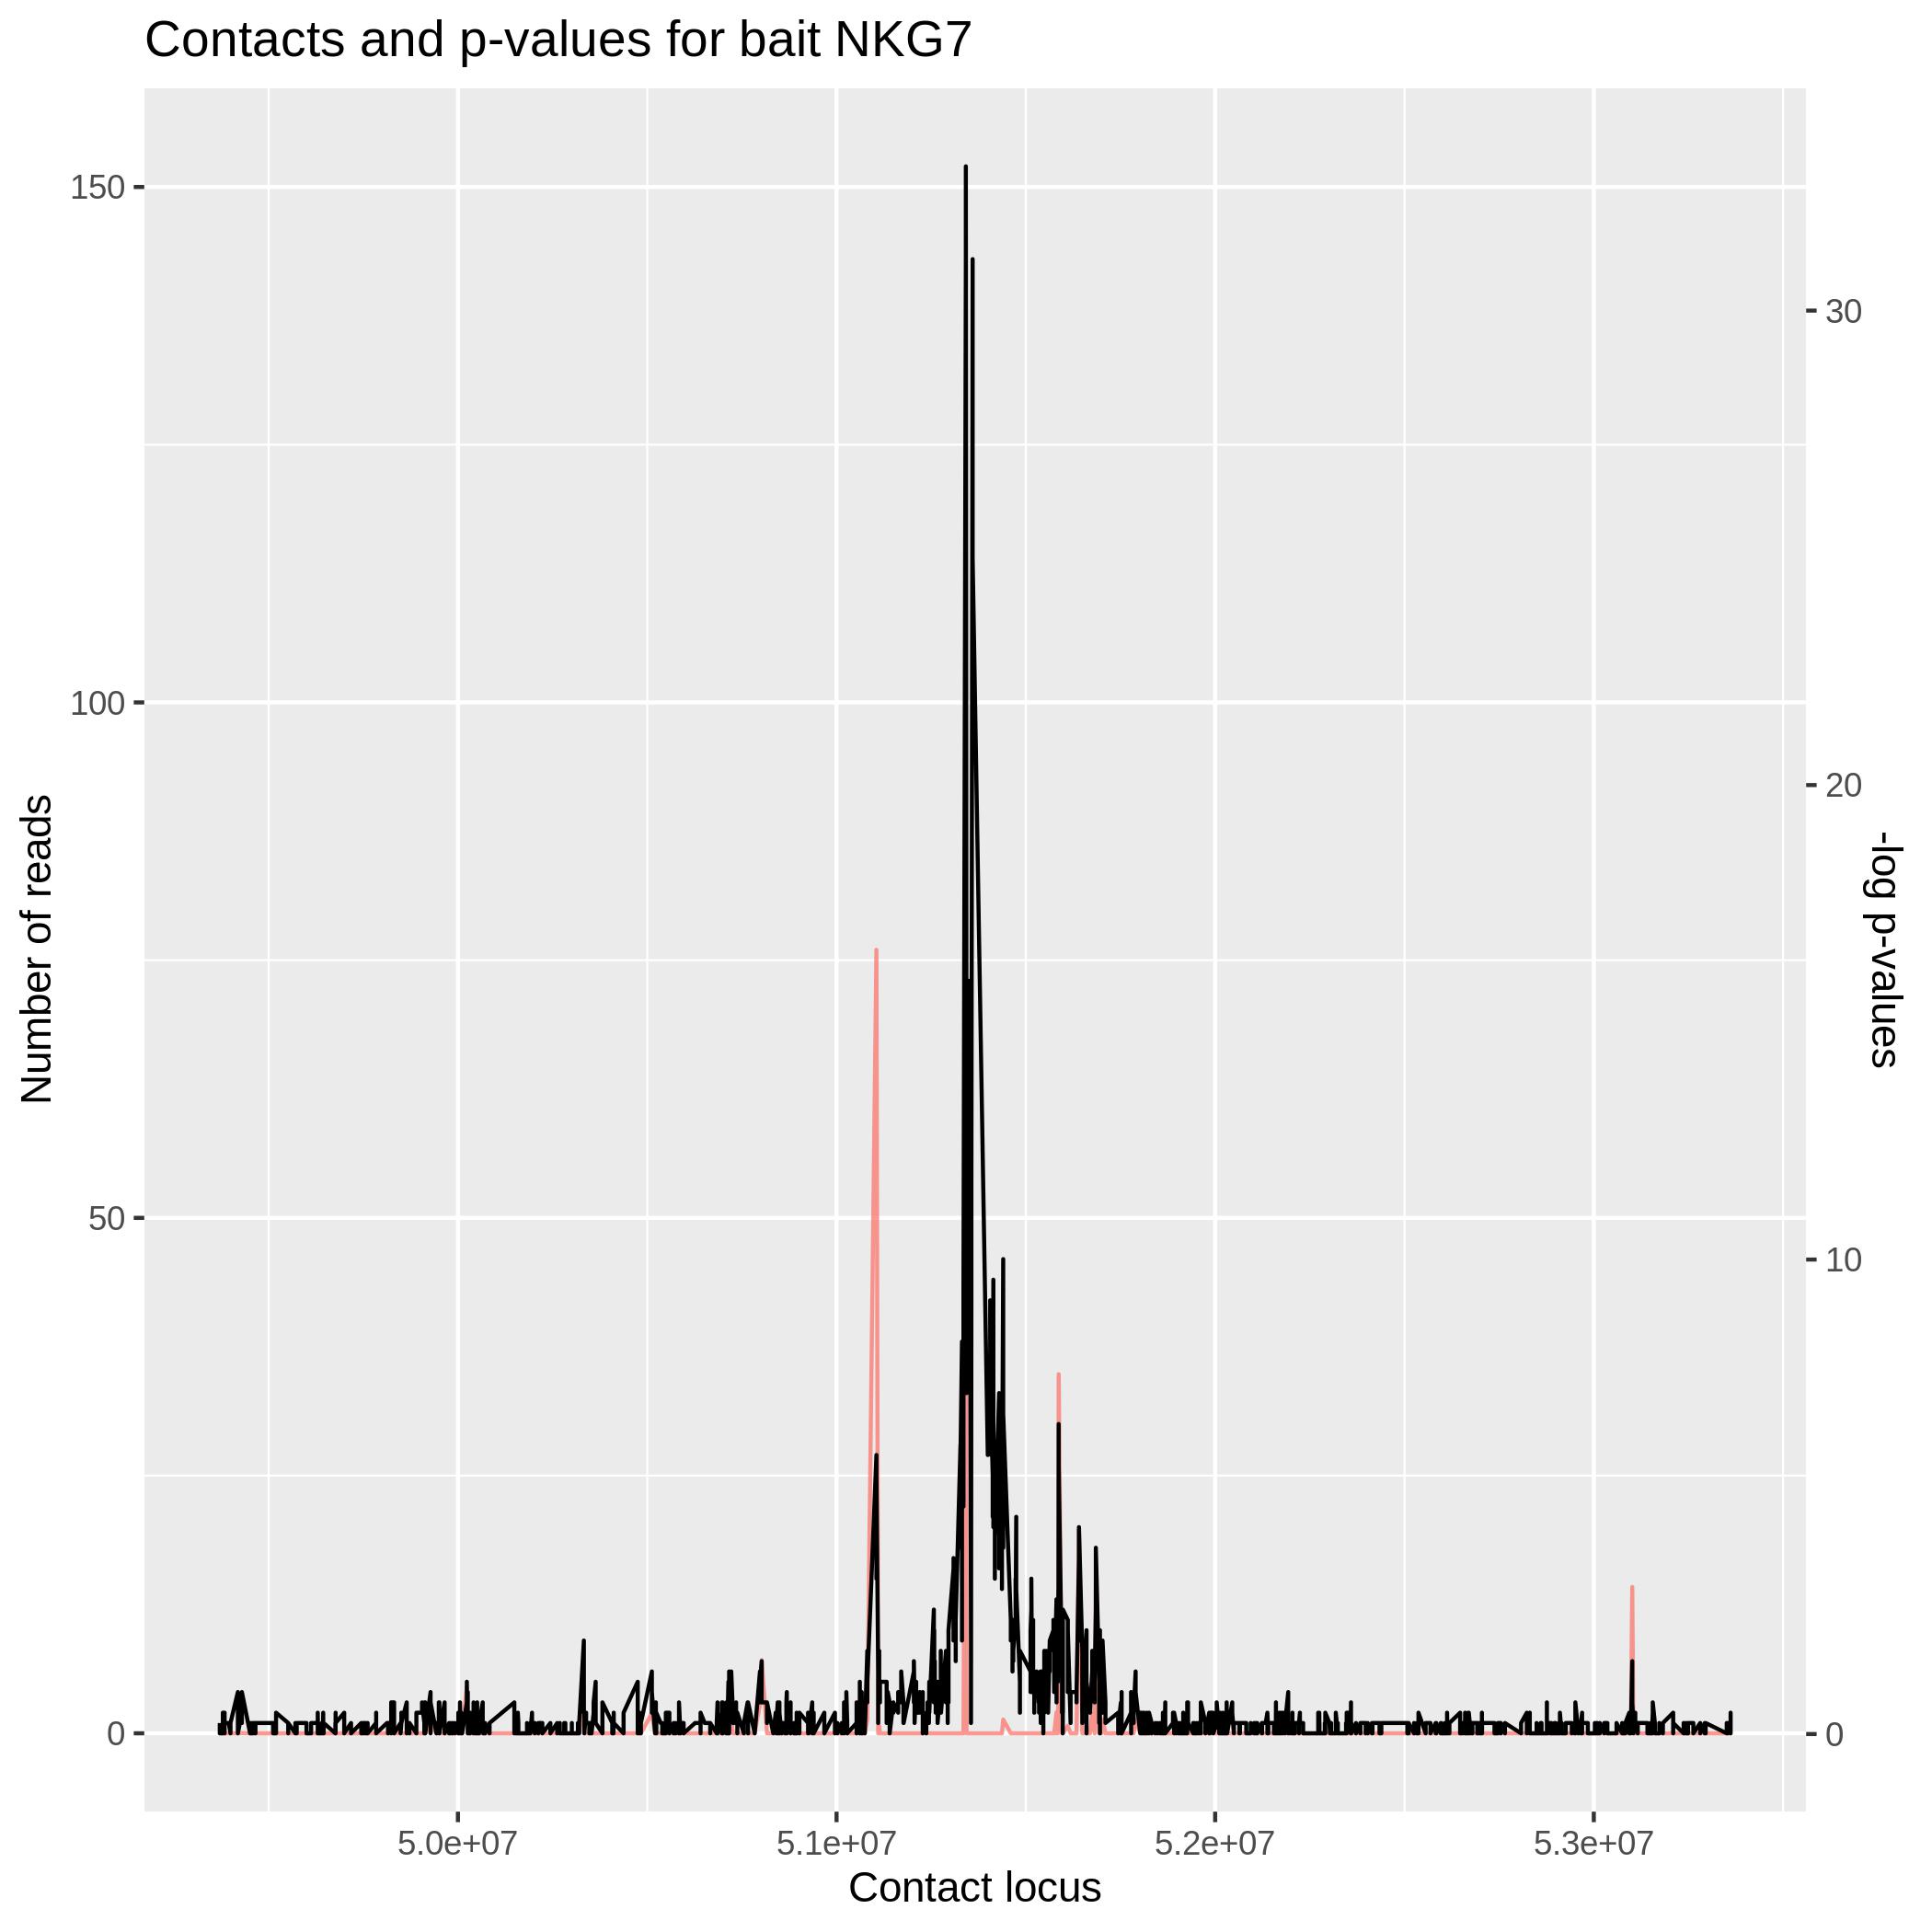 Contacts and p-values for bait NKG7
150
100
50
0
Number of reads
30
20
10
0
-log p-values
5.0e+07
5.1e+07
5.2e+07
5.3e+07
Contact locus